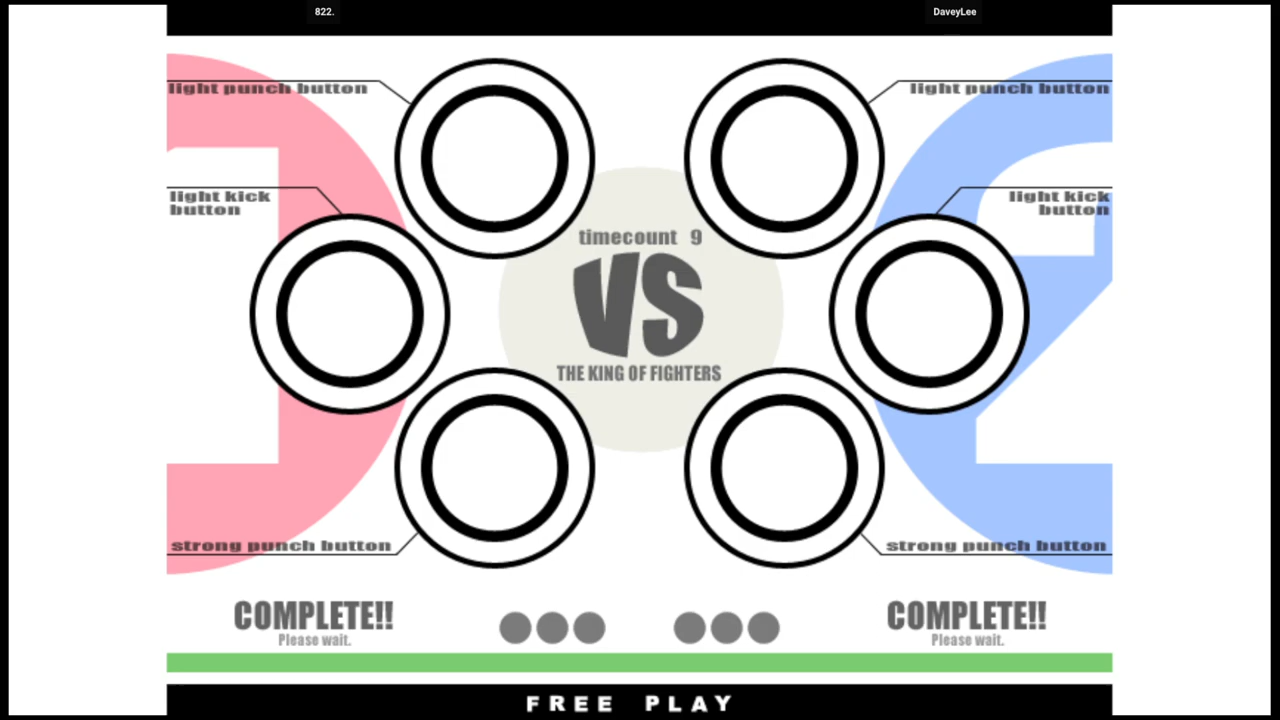 822.
DaveyLee
light punch button
light punch button
light kick
button
light kick
button
timecount 9
VS
THE KING OF FIGHTERS
strong punch button
strong punch button
COMPLETE!!
Please wait.
COMPLETE!!
Please wait.
FREE PLAY